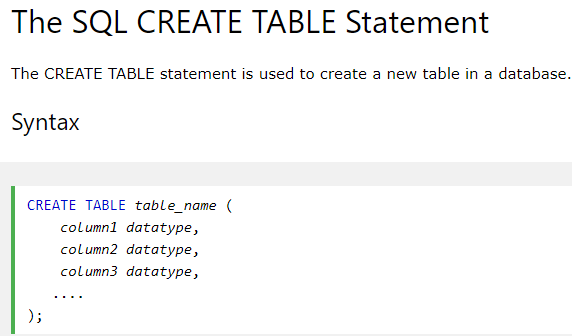 The SQL CREATE TABLE Statement
The CREATE TABLE statement is used to create a new table in a database.
Syntax
CREATE TABLE table_name (
    column1 datatype,
    column2 datatype,
    column3 datatype,
   ....
);